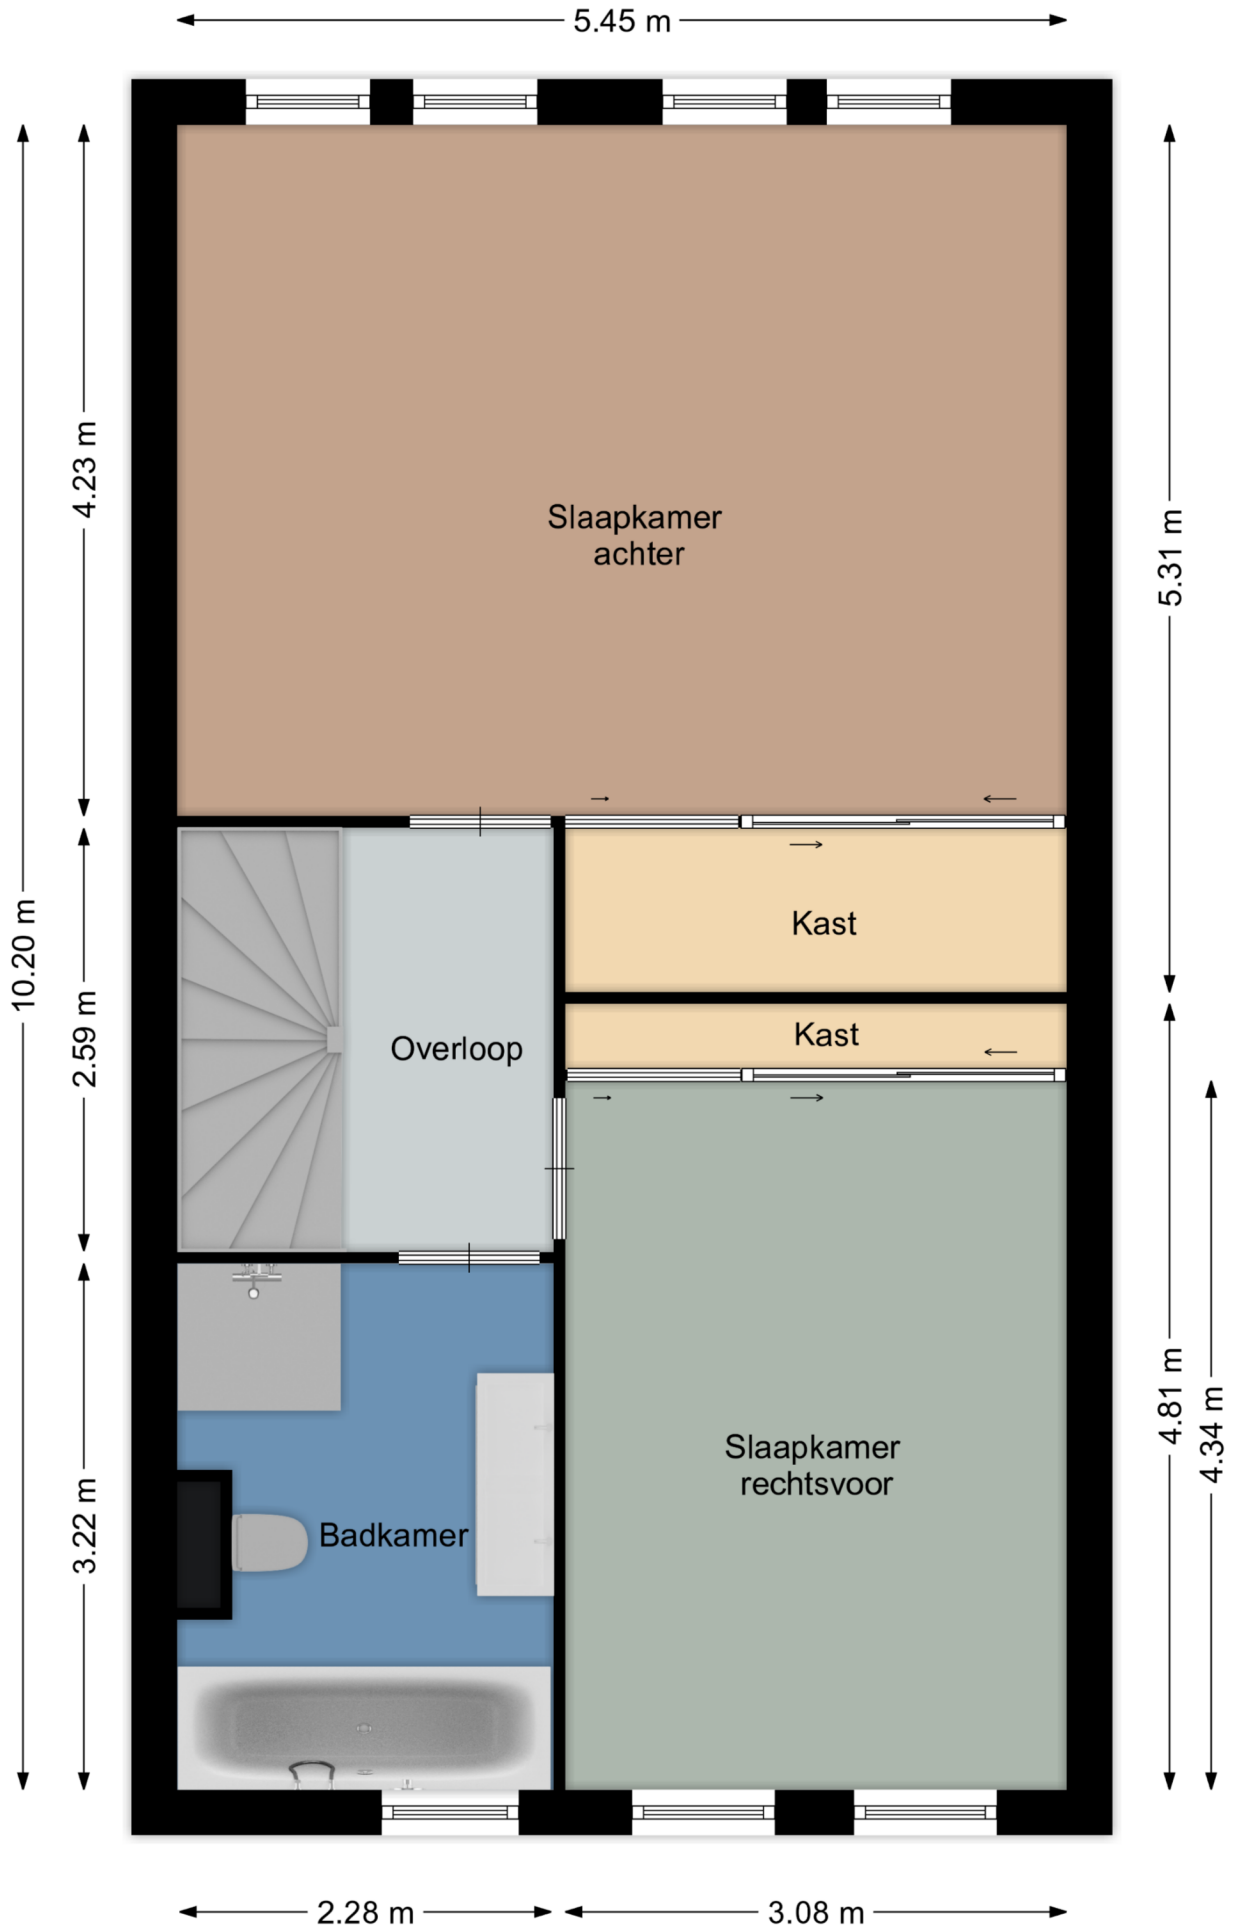 5.45 m
4.23 m
Slaapkamer
achter
5.31 m
Kast
10.20 m
2.59 m
Overloop
Kast
4.81 m
4.34 m
Slaapkamer
rechtsvoor
3.22 m
Badkamer
2.28 m
3.08 m